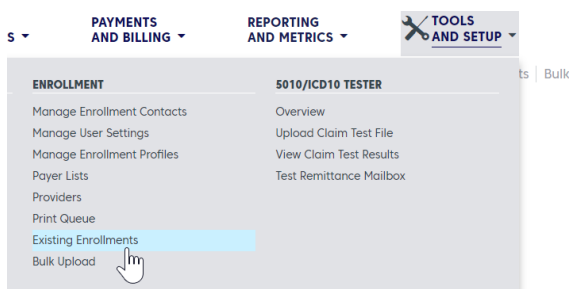 S
PAYMENTS
AND BILLING
REPORTING
AND METRICS
TOOLS
AND SETUP
ts | Bulk
ENROLLMENT
Manage Enrollment Contacts
Manage User Settings
Manage Enrollment Profiles
Payer Lists
Providers
Print Queue
Existing Enrollments
Bulk Upload
5010/ICD10 TESTER
Overview
Upload Claim Test File
View Claim Test Results
Test Remittance Mailbox